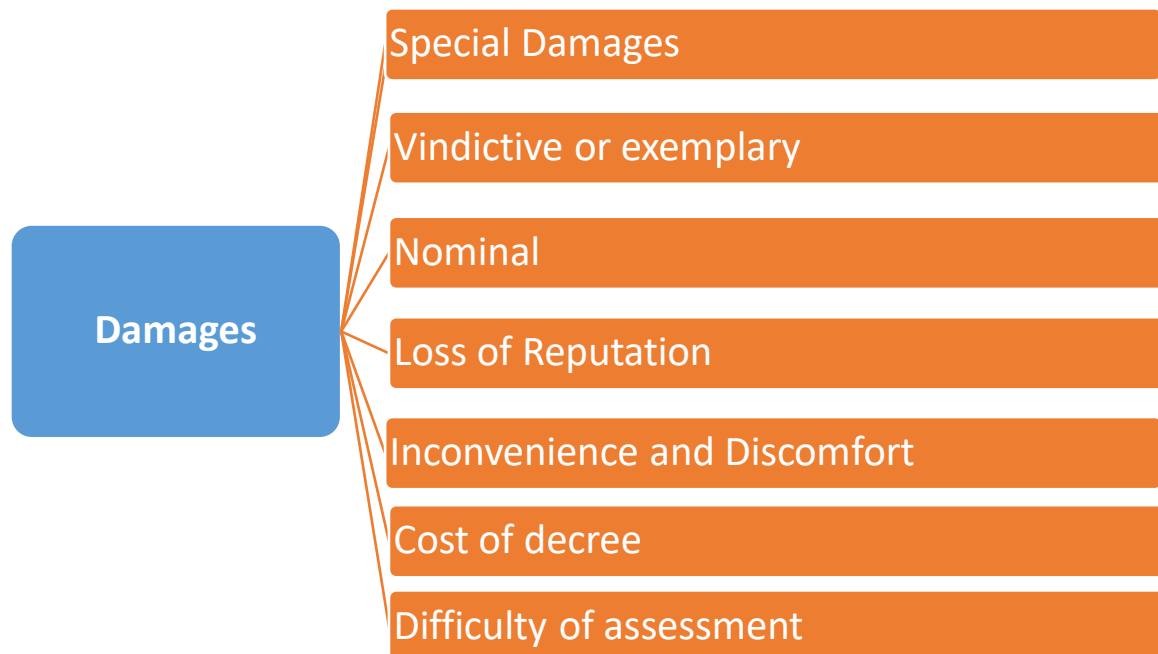 Special Damages
Vindictive or exemplary
Nominal
Damages
Loss of Reputation
Inconvenience and Discomfort
Cost of decree
Difficulty of assessment